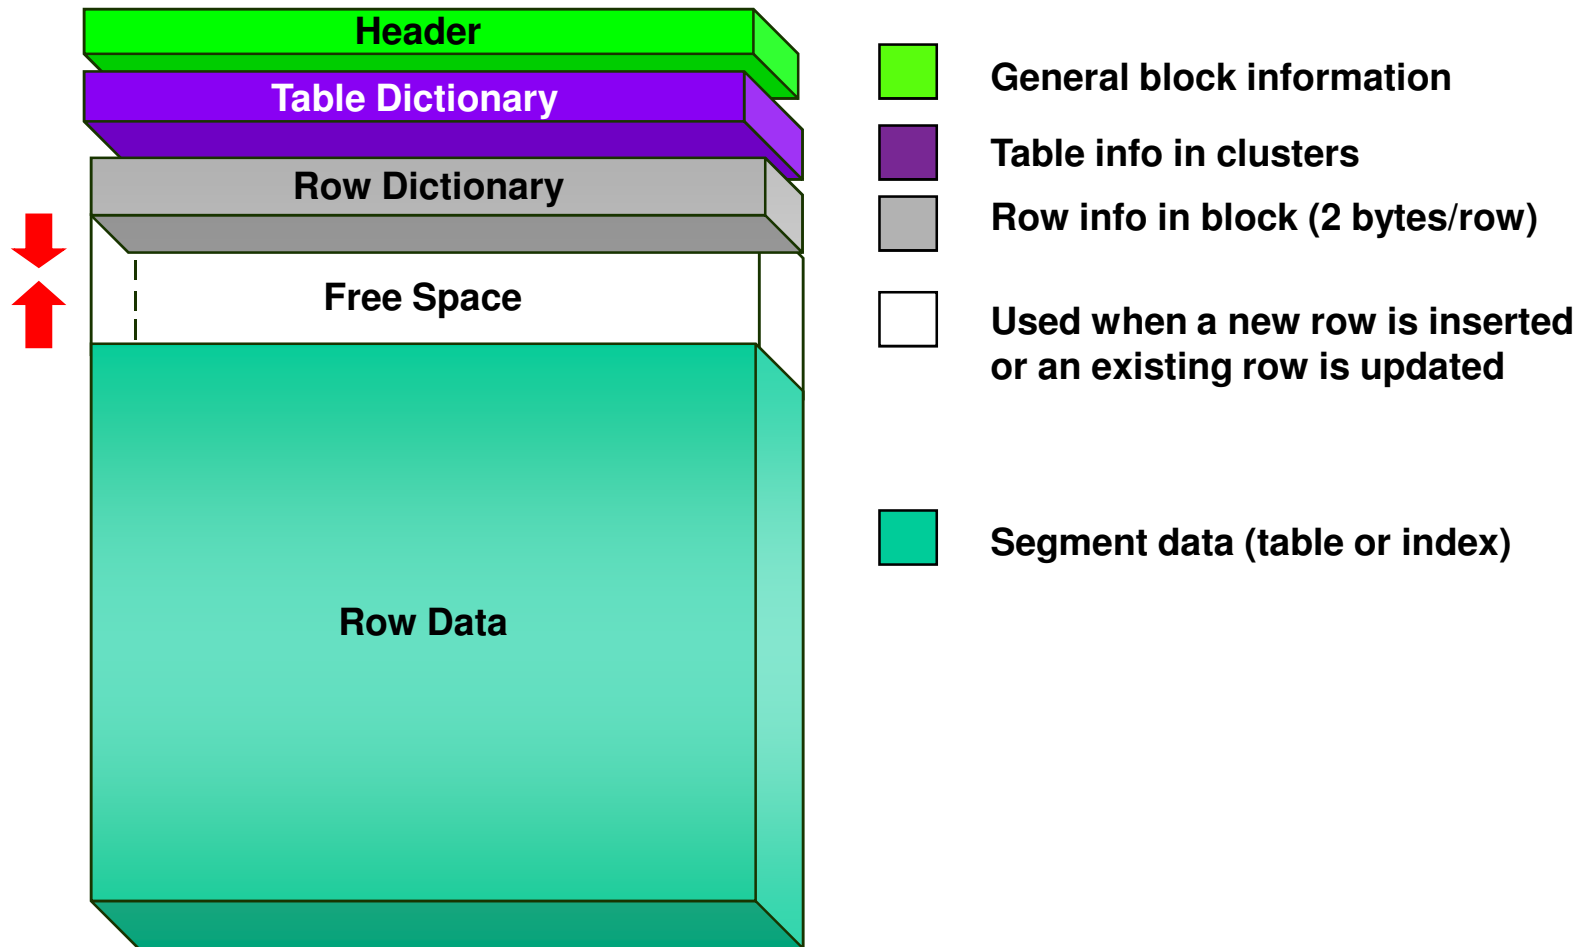 Header
Table Dictionary
Row Dictionary
Free Space
Row Data
General block information
Table info in clusters
Row info in block (2 bytes/row)
Used when a new row is inserted
or an existing row is updated
Segment data (table or index)